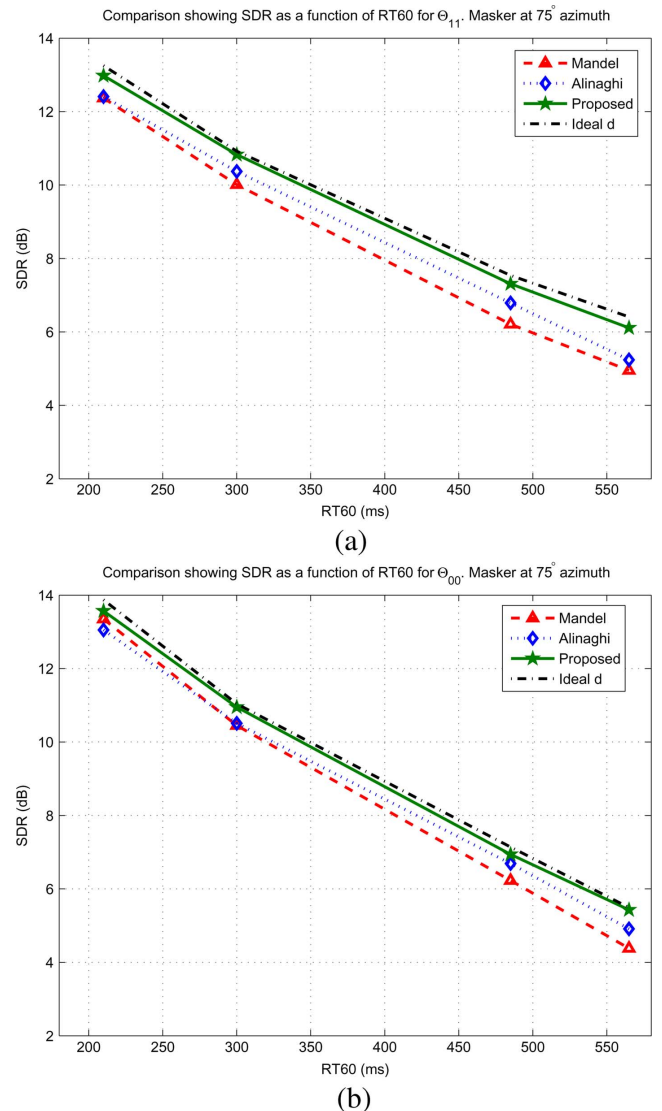 Comparison showing SDR as a function of RT60 for Θ₁₁. Masker at 75° azimuth
14
12
10
8
6
4
2
SDR (dB)
Mandel
Alinaghi
Proposed
Ideal d
200 250 300 350 400 450 500 550
RT60 (ms)
(a)
Comparison showing SDR as a function of RT60 for Θ₀₀. Masker at 75° azimuth
14
12
10
8
6
4
2
SDR (dB)
Mandel
Alinaghi
Proposed
Ideal d
200 250 300 350 400 450 500 550
RT60 (ms)
(b)